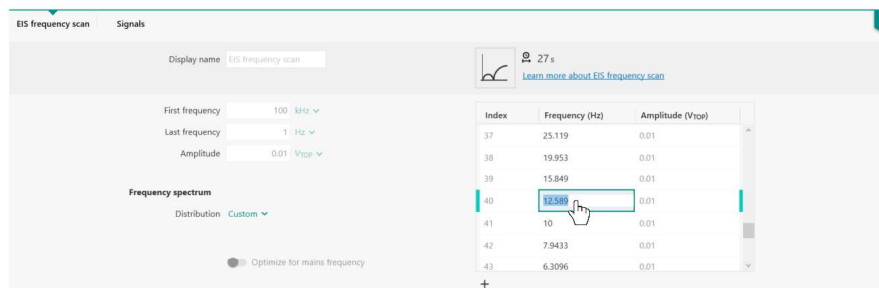 EIS frequency scan Signals
Display name EIS frequency scan
27 s
Learn more about EIS frequency scan
First frequency 100 kHz
Last frequency 1 Hz
Amplitude 0.01 VTOP
Frequency spectrum
Distribution Custom
Optimize for mains frequency
Index Frequency (Hz) Amplitude (VTOP)
37 25.119 0.01
38 19.953 0.01
39 15.849 0.01
40 12.589 0.01
41 10 0.01
42 7.9433 0.01
43 6.3096 0.01
+